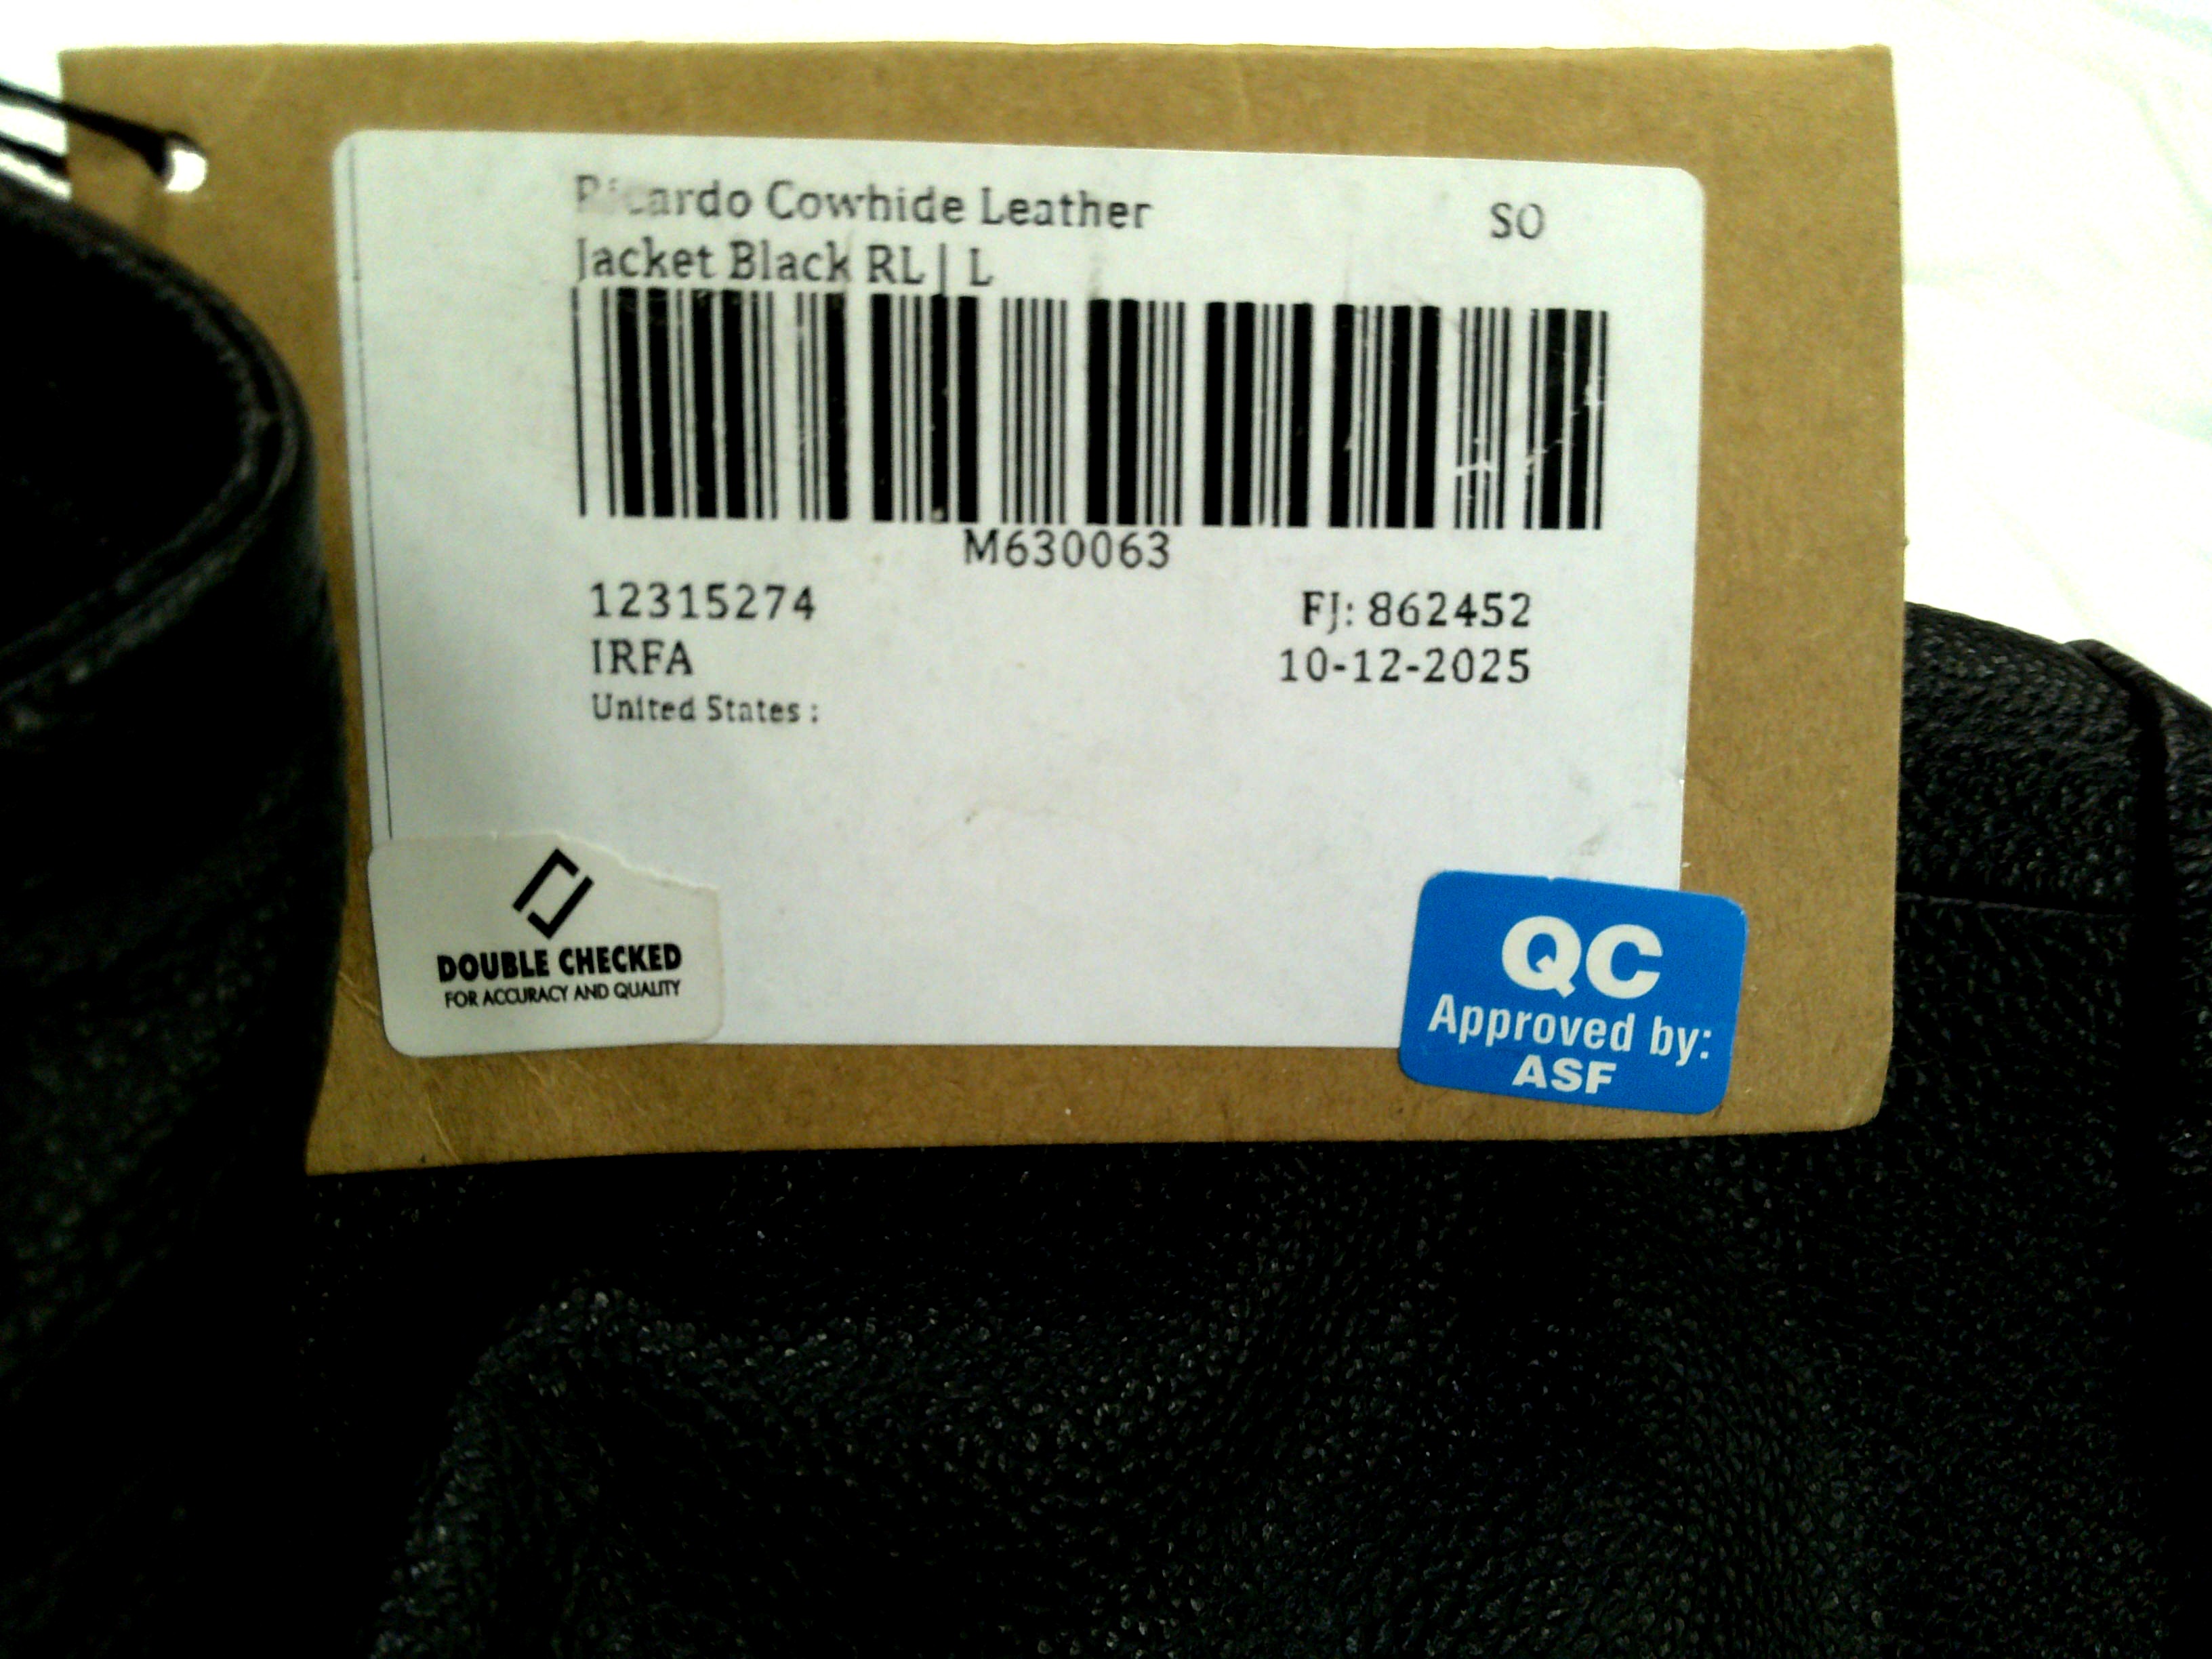 Ricardo Cowhide Leather
SO
Jacket Black RL | L
M630063
12315274
FJ: 862452
IRFA
10-12-2025
United States :
DOUBLE CHECKED
FOR ACCURACY AND QUALITY
QC
Approved by:
ASF